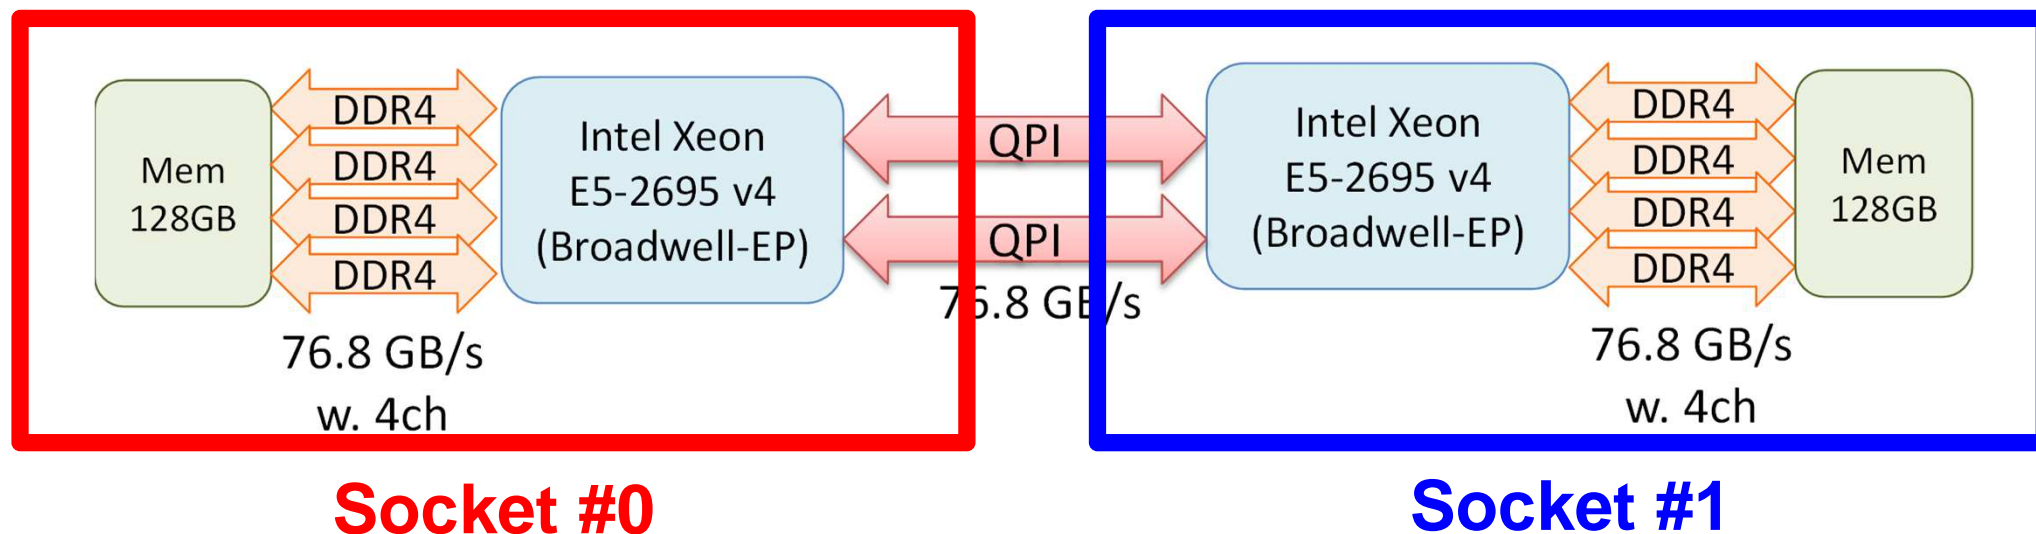 Mem
128GB
DDR4
DDR4
DDR4
DDR4
76.8 GB/s
w. 4ch
Intel Xeon
E5-2695 v4
(Broadwell-EP)
QPI
QPI
76.8 GB/s
Intel Xeon
E5-2695 v4
(Broadwell-EP)
DDR4
DDR4
DDR4
DDR4
76.8 GB/s
w. 4ch
Mem
128GB
Socket #0
Socket #1